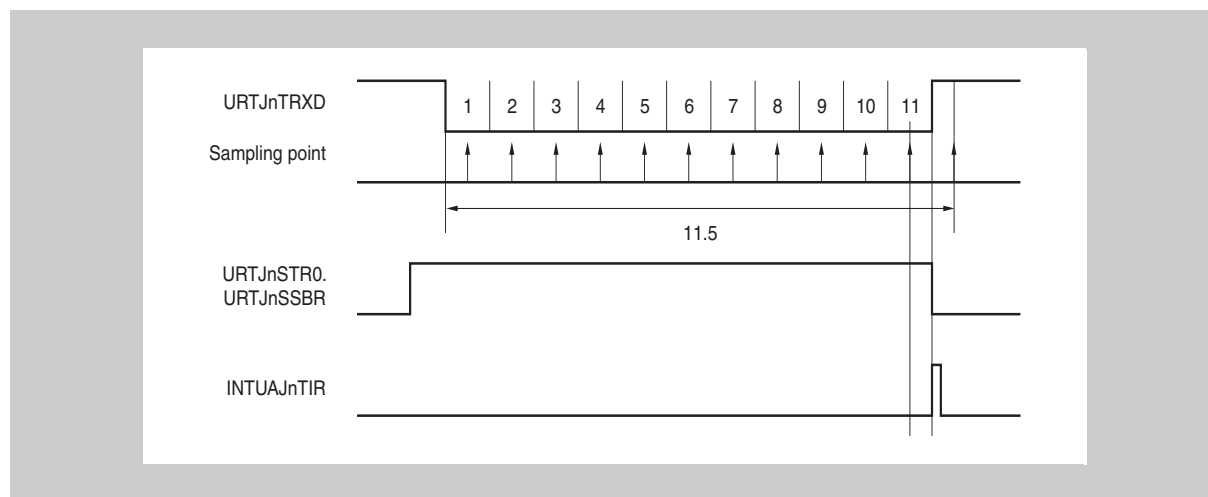 URTJnTRXD
1 2 3 4 5 6 7 8 9 10 11
Sampling point
11.5
URTJnSTR0.
URTJnSSBR
INTUAJnTIR